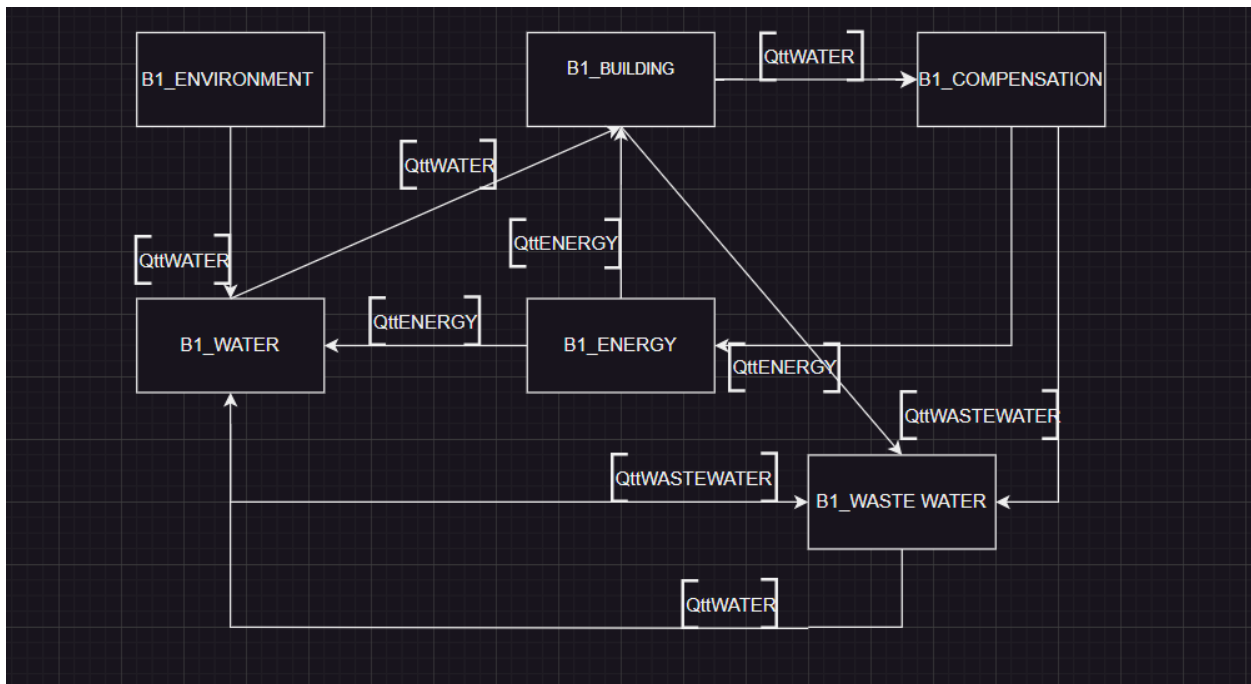 B1_ENVIRONMENT
B1_BUILDING
QttWATER
B1_COMPENSATION
QttWATER
QttENERGY
QttWATER
QttENERGY
B1_WATER
B1_ENERGY
QttENERGY
QttWASTEWATER
QttWASTEWATER
B1_WASTE WATER
QttWATER